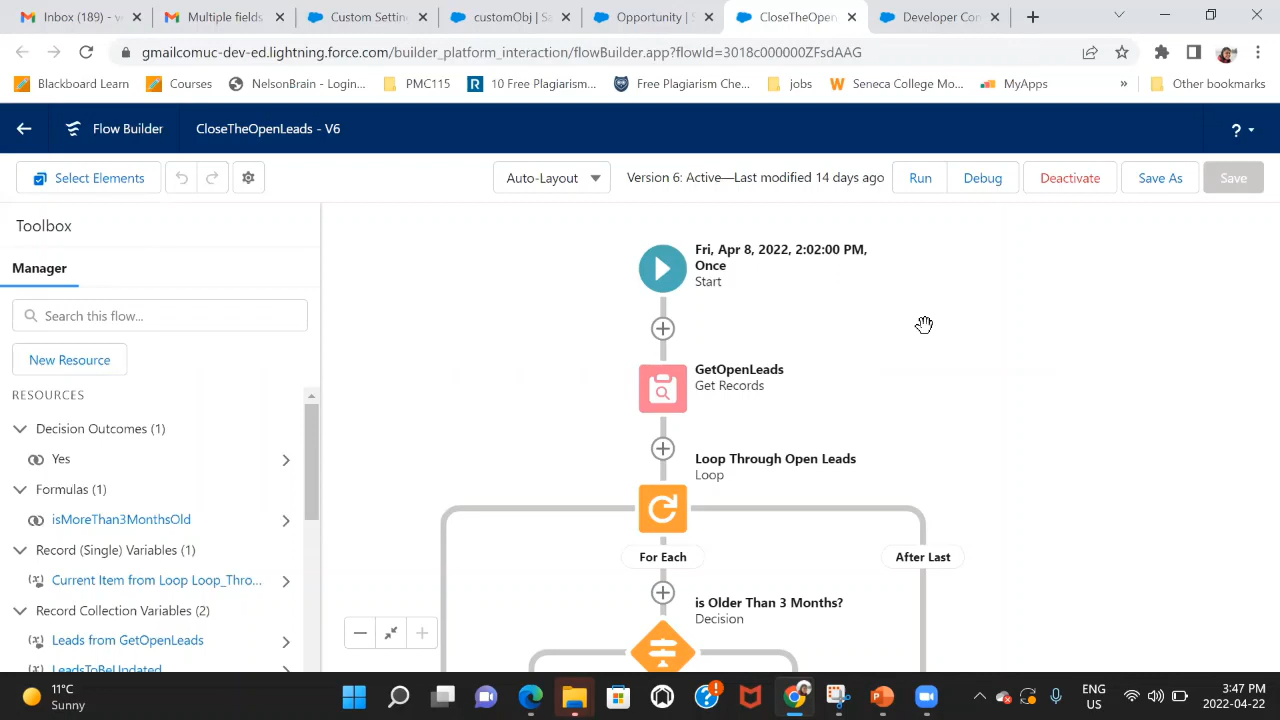 Inbox (189) - u
Multiple fields
Custom Settin
customObj | Sa
Opportunity | S
CloseTheOpen
Developer Con
gmailcomuc-dev-ed.lightning.force.com/builder_platform_interaction/flowBuilder.app?flowId=3018c000000ZFsdAAG
Blackboard Learn
Courses
NelsonBrain - Login...
PMC115
10 Free Plagiarism...
Free Plagiarism Che...
jobs
Seneca College Mo...
MyApps
»
Other bookmarks
Flow Builder
CloseTheOpenLeads - V6
?
Select Elements
Auto-Layout
Version 6: Active—Last modified 14 days ago
Run
Debug
Deactivate
Save As
Save
Toolbox
Manager
Search this flow...
New Resource
RESOURCES
Decision Outcomes (1)
Yes
Formulas (1)
isMoreThan3MonthsOld
Record (Single) Variables (1)
Current Item from Loop Loop_Thro...
Record Collection Variables (2)
Leads from GetOpenLeads
LeadsToBeUpdated
Fri, Apr 8, 2022, 2:02:00 PM,
Once
Start
GetOpenLeads
Get Records
Loop Through Open Leads
Loop
For Each
After Last
is Older Than 3 Months?
Decision
11°C
Sunny
ENG
US
3:47 PM
2022-04-22